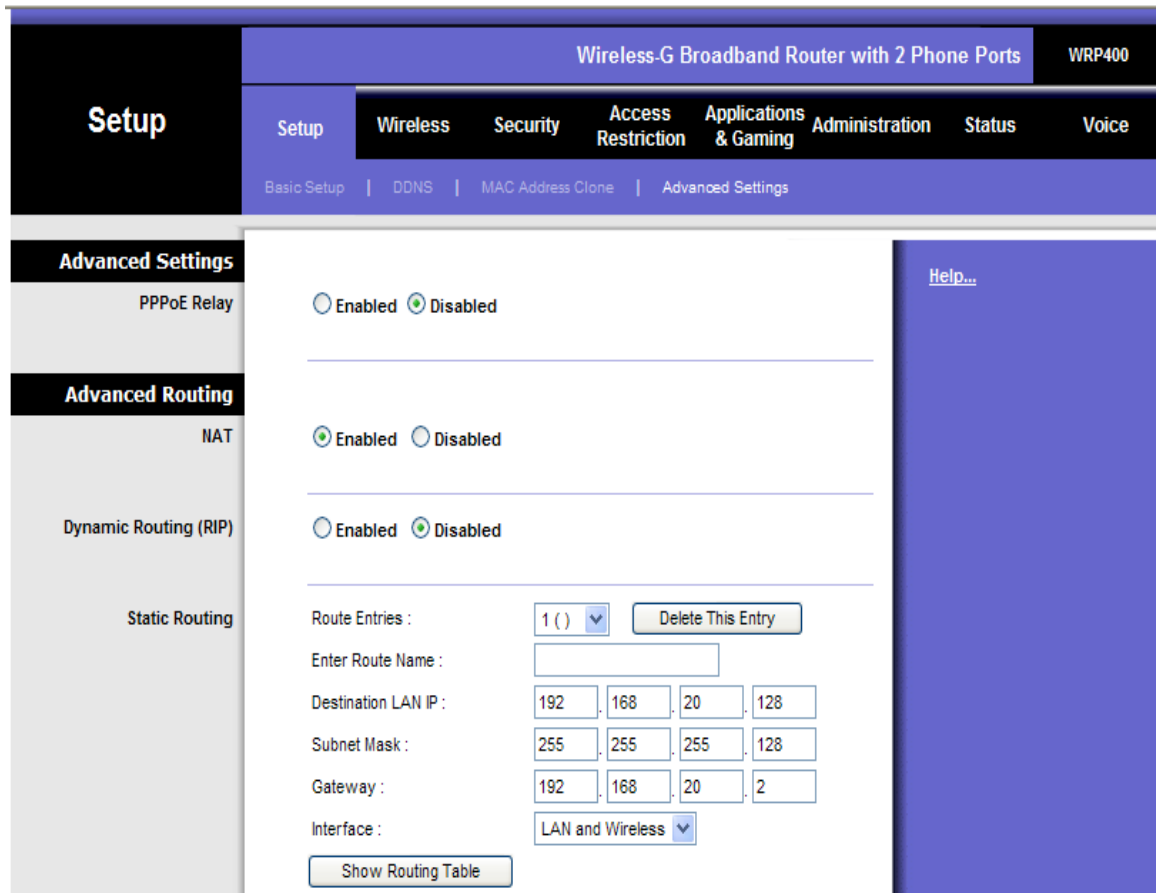 Wireless-G Broadband Router with 2 Phone Ports WRP400
Setup
Setup Wireless Security Access Restriction Applications & Gaming Administration Status Voice
Basic Setup | DDNS | MAC Address Clone | Advanced Settings
Advanced Settings
Help...
PPPoE Relay Enabled Disabled
Advanced Routing
NAT Enabled Disabled
Dynamic Routing (RIP) Enabled Disabled
Static Routing Route Entries : 1 ( ) Delete This Entry
Enter Route Name :
Destination LAN IP : 192 . 168 . 20 . 128
Subnet Mask : 255 . 255 . 255 . 128
Gateway : 192 . 168 . 20 . 2
Interface : LAN and Wireless
Show Routing Table